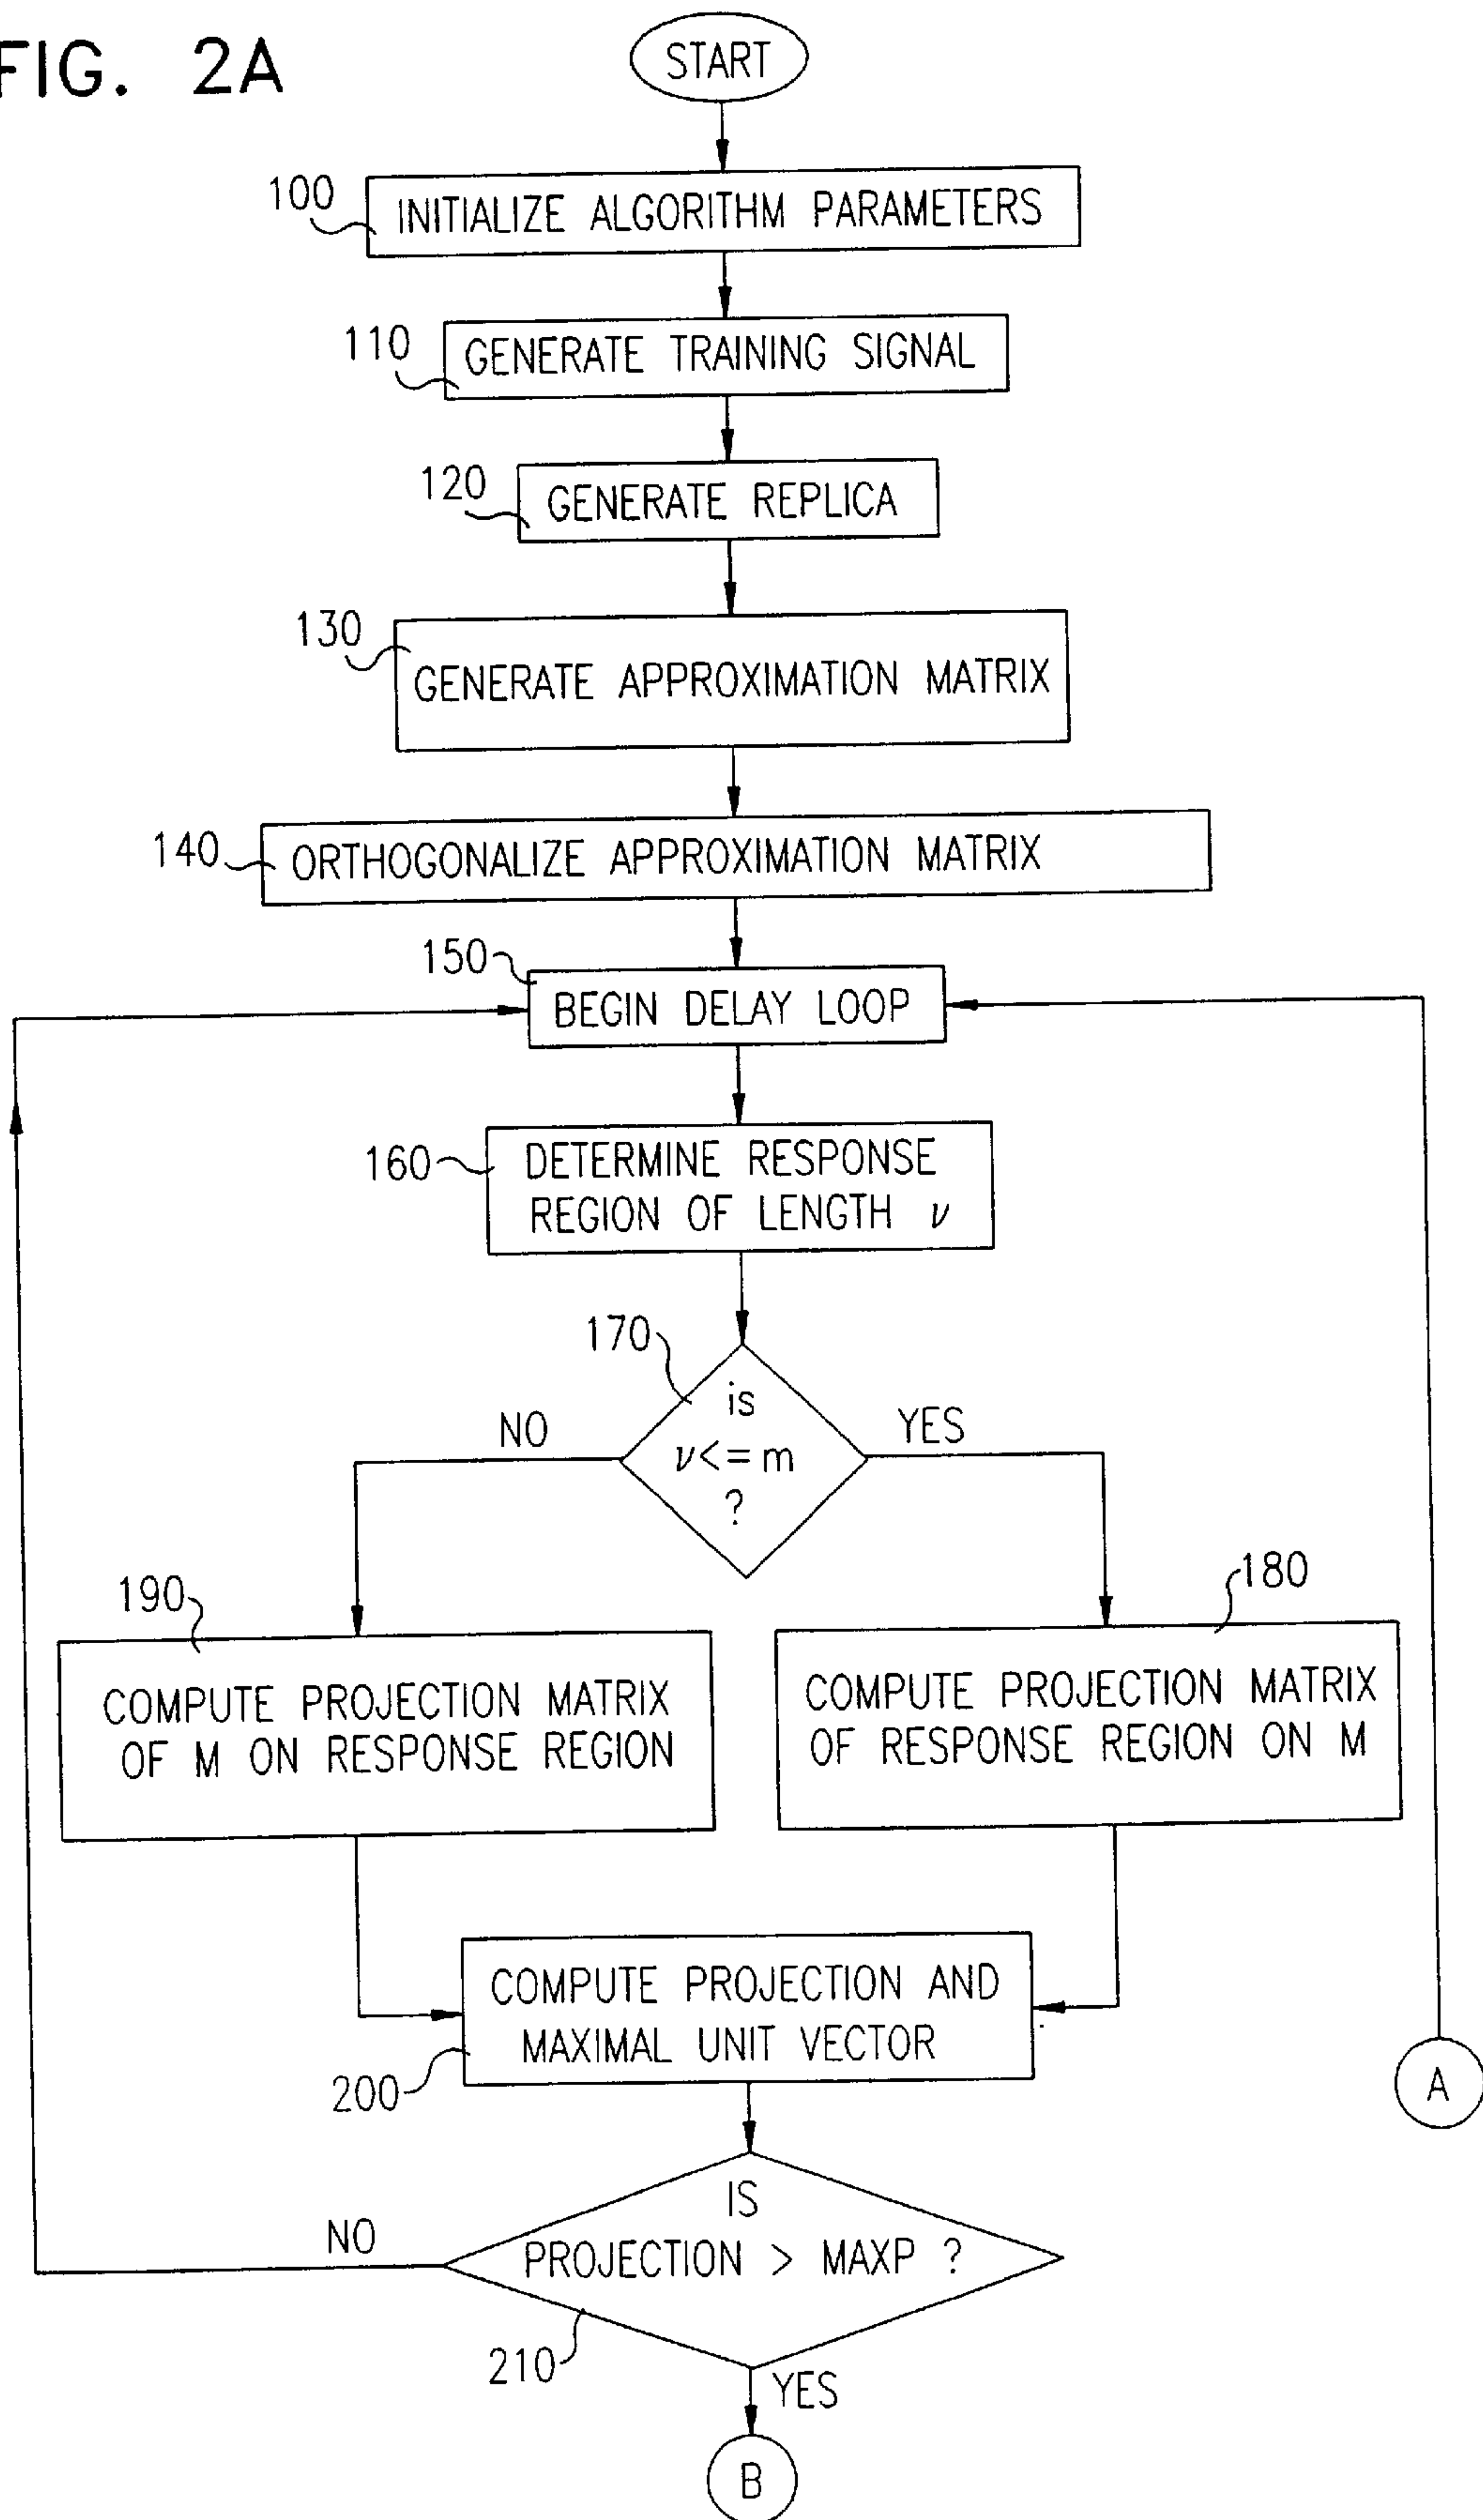 FIG. 2A
START
100
INITIALIZE ALGORITHM PARAMETERS
110
GENERATE TRAINING SIGNAL
120
GENERATE REPLICA
130
GENERATE APPROXIMATION MATRIX
140
ORTHOGONALIZE APPROXIMATION MATRIX
150
BEGIN DELAY LOOP
160
DETERMINE RESPONSE
REGION OF LENGTH ν
170
is
ν<=m
?
NO
YES
190
180
COMPUTE PROJECTION MATRIX
OF M ON RESPONSE REGION
COMPUTE PROJECTION MATRIX
OF RESPONSE REGION ON M
COMPUTE PROJECTION AND
MAXIMAL UNIT VECTOR
200
A
IS
PROJECTION > MAXP ?
NO
210
YES
B